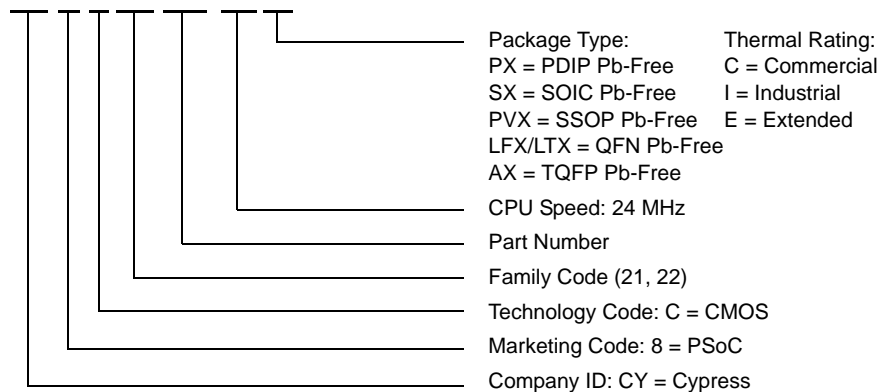 Package Type: Thermal Rating:
PX = PDIP Pb-Free C = Commercial
SX = SOIC Pb-Free I = Industrial
PVX = SSOP Pb-Free E = Extended
LFX/LTX = QFN Pb-Free
AX = TQFP Pb-Free
CPU Speed: 24 MHz
Part Number
Family Code (21, 22)
Technology Code: C = CMOS
Marketing Code: 8 = PSoC
Company ID: CY = Cypress